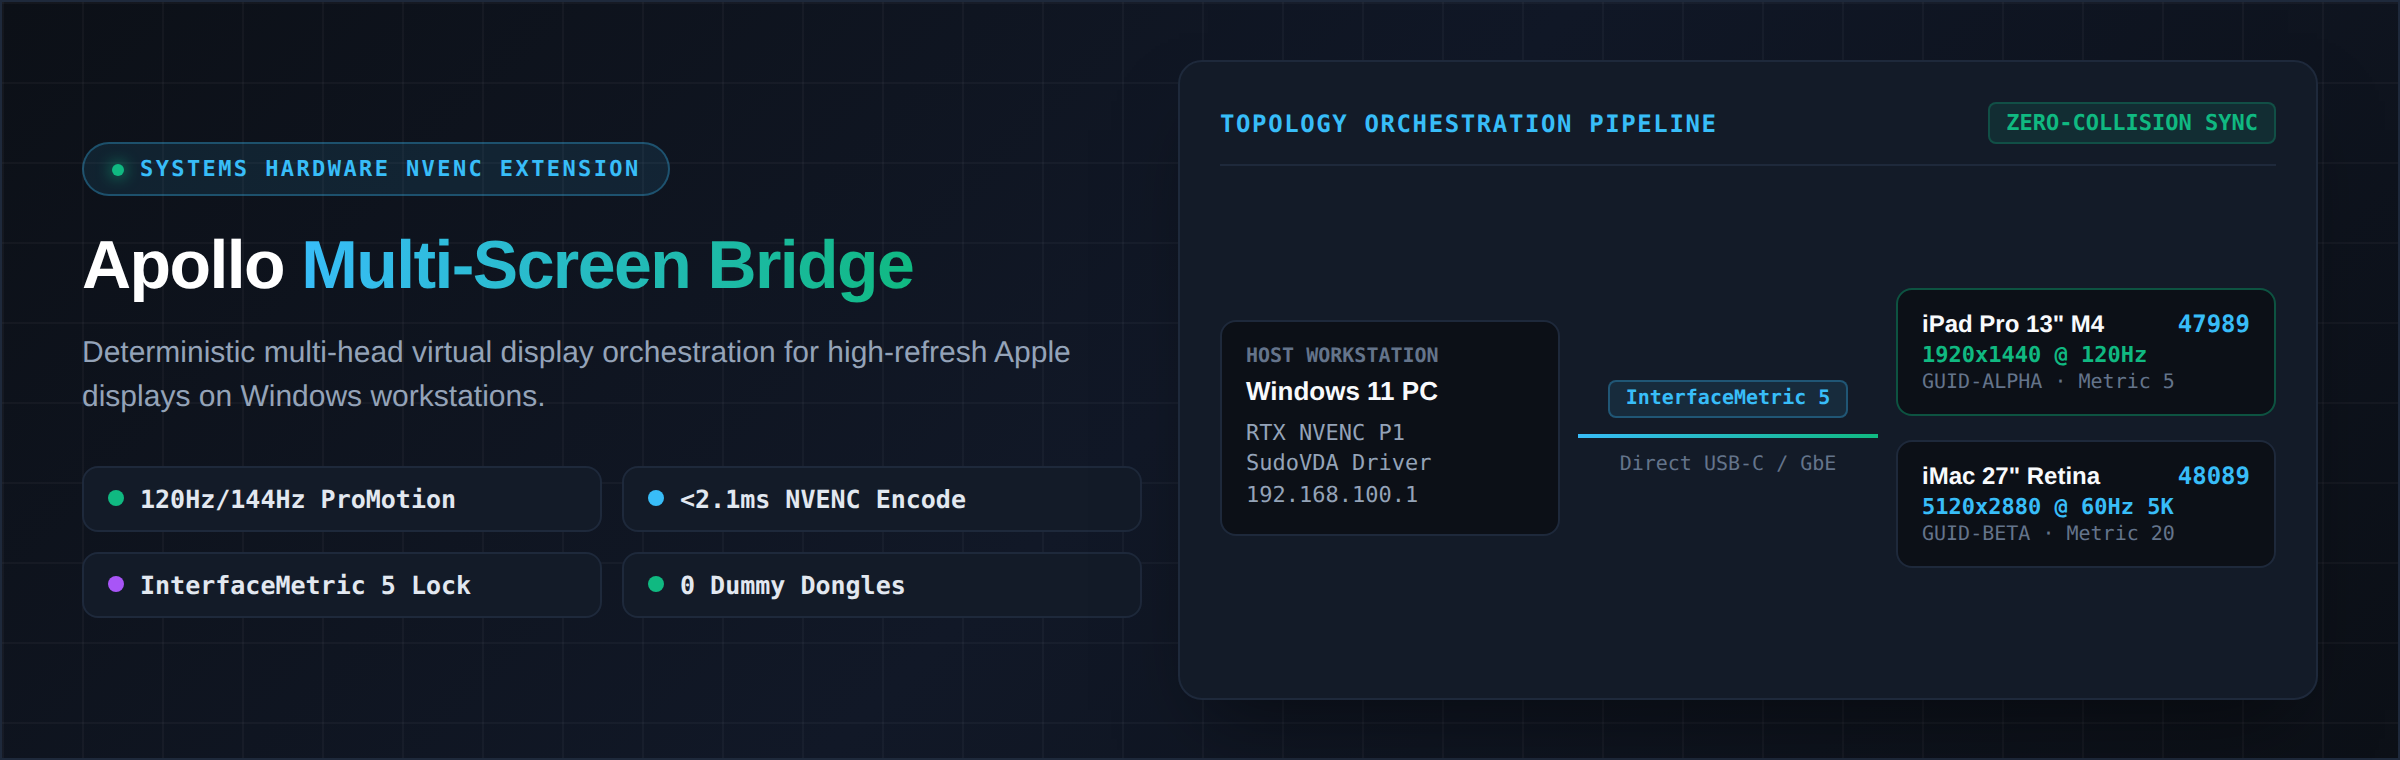 SYSTEMS HARDWARE NVENC EXTENSION
Apollo Multi-Screen Bridge
Deterministic multi-head virtual display orchestration for high-refresh Apple
displays on Windows workstations.
120Hz/144Hz ProMotion
<2.1ms NVENC Encode
InterfaceMetric 5 Lock
0 Dummy Dongles
TOPOLOGY ORCHESTRATION PIPELINE
ZERO-COLLISION SYNC
HOST WORKSTATION
Windows 11 PC
RTX NVENC P1
SudoVDA Driver
192.168.100.1
InterfaceMetric 5
Direct USB-C / GbE
iPad Pro 13" M4 47989
1920x1440 @ 120Hz
GUID-ALPHA · Metric 5
iMac 27" Retina 48089
5120x2880 @ 60Hz 5K
GUID-BETA · Metric 20